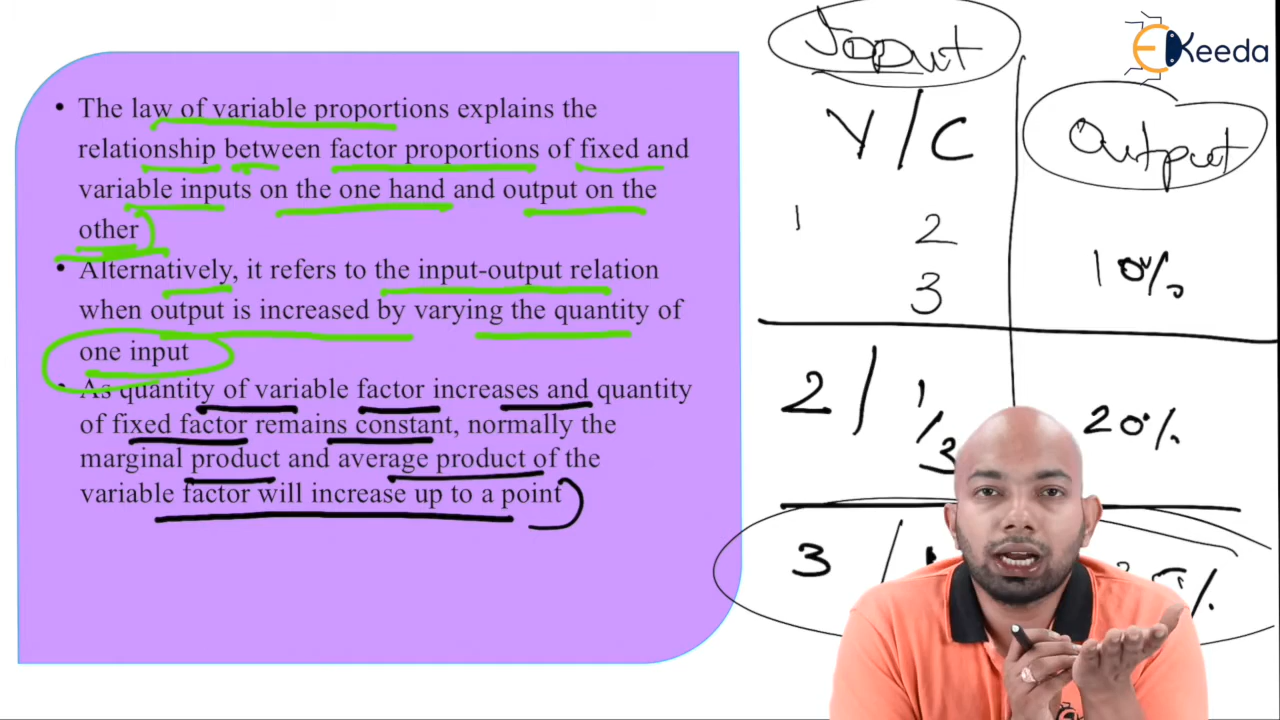 Input
EKeeda
• The law of variable proportions explains the
relationship between factor proportions of fixed and
variable inputs on the one hand and output on the
other
• Alternatively, it refers to the input-output relation
when output is increased by varying the quantity of
one input
• As quantity of variable factor increases and quantity
of fixed factor remains constant, normally the
marginal product and average product of the
variable factor will increase up to a point
V/C
Output
1 2
3
10%
2/ 1/3
20%
3 /